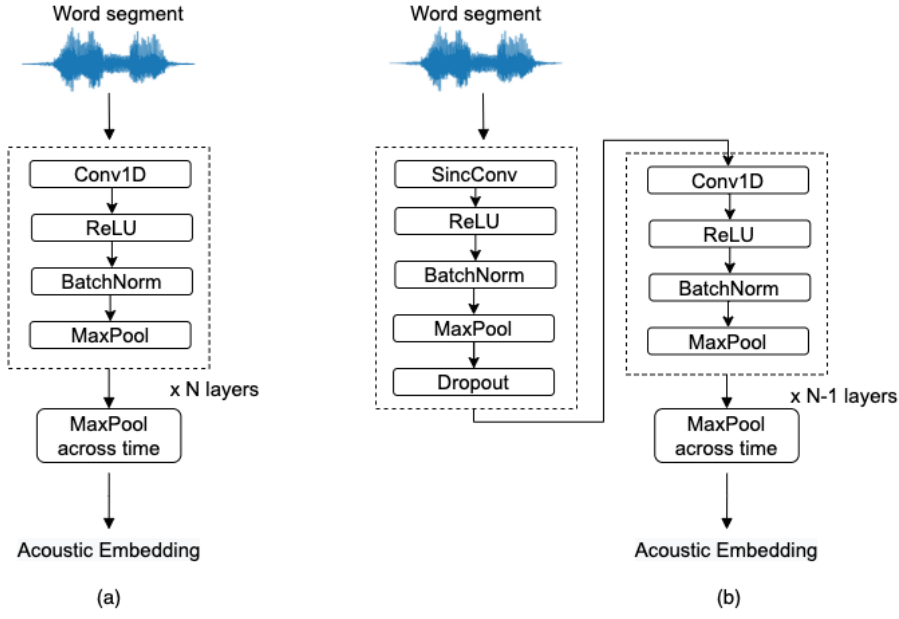 Word segment
Conv1D
ReLU
BatchNorm
MaxPool
x N layers
MaxPool
across time
Acoustic Embedding
(a)
Word segment
SincConv
ReLU
BatchNorm
MaxPool
Dropout
Conv1D
ReLU
BatchNorm
MaxPool
x N-1 layers
MaxPool
across time
Acoustic Embedding
(b)